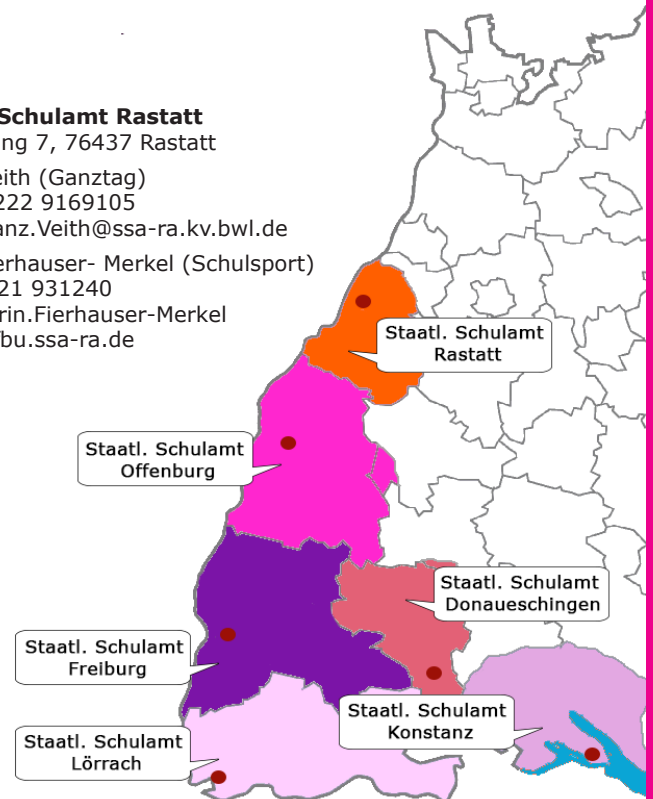 Schulamt Rastatt
ng 7, 76437 Rastatt
eith (Ganztag)
222 9169105
anz.Veith@ssa-ra.kv.bwl.de
erhauser- Merkel (Schulsport)
21 931240
rin.Fierhauser-Merkel
bu.ssa-ra.de
Staatl. Schulamt
Rastatt
Staatl. Schulamt
Offenburg
Staatl. Schulamt
Donaueschingen
Staatl. Schulamt
Freiburg
Staatl. Schulamt
Konstanz
Staatl. Schulamt
Lörrach